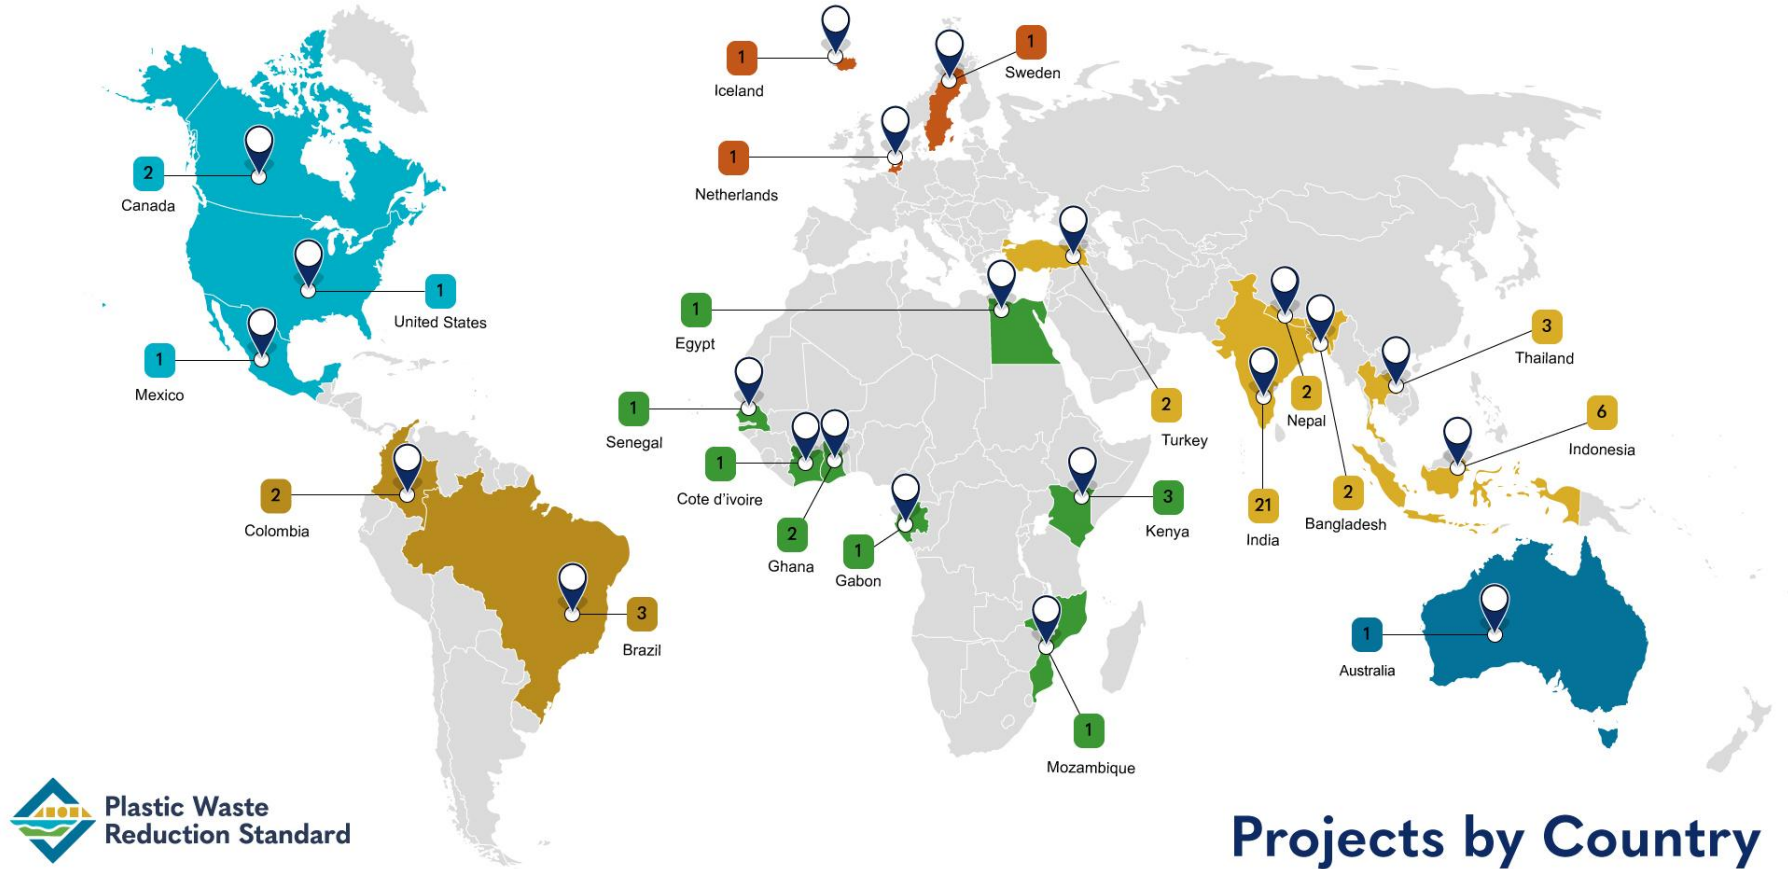 1
Iceland
1
Sweden
1
Netherlands
2
Canada
1
United States
1
Mexico
1
Egypt
2
Turkey
3
Thailand
2
Nepal
6
Indonesia
1
Senegal
1
Cote d'ivoire
2
Ghana
1
Gabon
3
Kenya
21
India
2
Bangladesh
2
Colombia
3
Brazil
1
Australia
1
Mozambique
Plastic Waste
Reduction Standard
Projects by Country